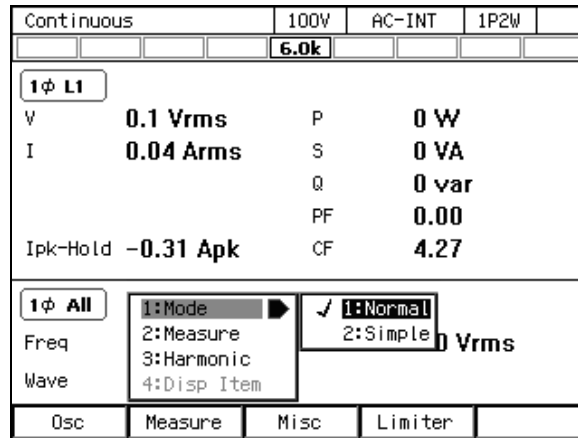 Continuous 100V AC-INT 1P2W
6.0k
1ϕ L1
V 0.1 Vrms P 0 W
I 0.04 Arms S 0 VA
Q 0 var
PF 0.00
Ipk-Hold -0.31 Apk CF 4.27
1ϕ All 1:Mode ✓ 1:Normal
2:Measure 2:Simple
Freq 0 Vrms
3:Harmonic
Wave 4:Disp Item
Osc Measure Misc Limiter